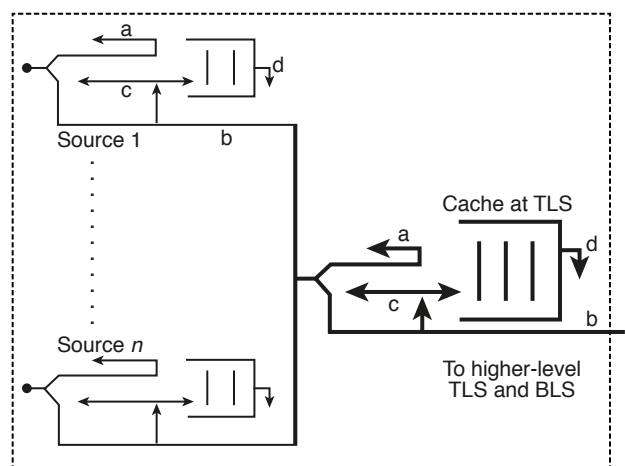 a
d
c
Source 1
b
Cache at TLS
a
d
c
b
Source n
To higher-level
TLS and BLS